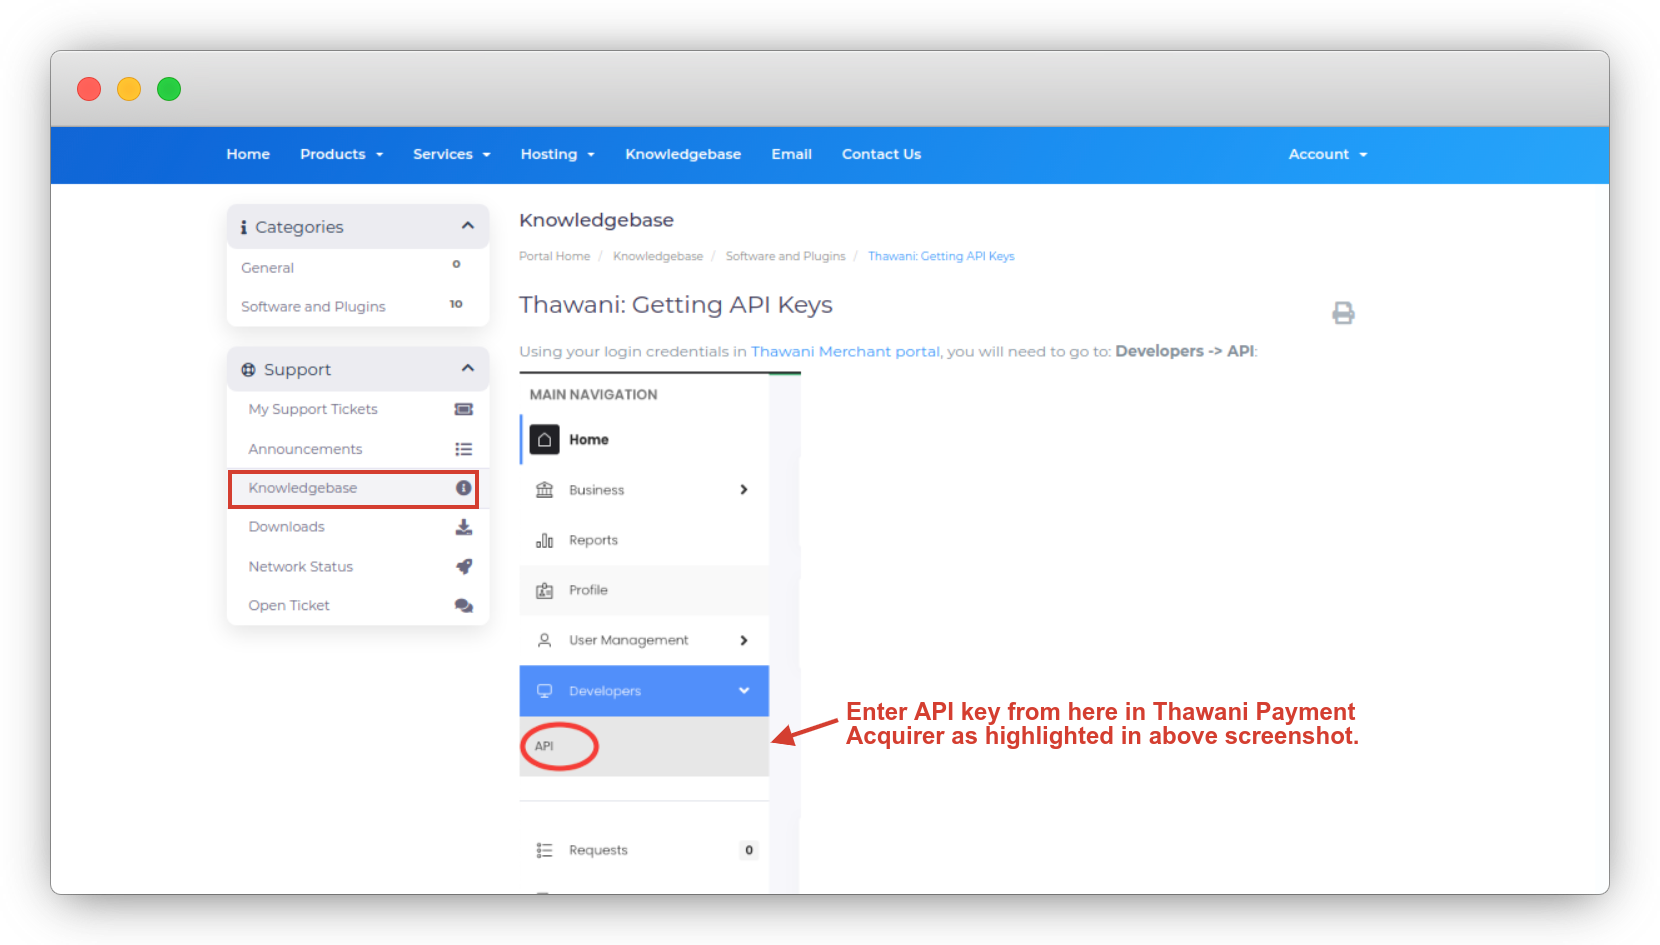 Home Products Services Hosting Knowledgebase Email Contact Us Account
Categories
General 0
Software and Plugins 10
Support
My Support Tickets
Announcements
Knowledgebase
Downloads
Network Status
Open Ticket
Knowledgebase
Portal Home / Knowledgebase / Software and Plugins / Thawani: Getting API Keys
Thawani: Getting API Keys
Using your login credentials in Thawani Merchant portal, you will need to go to: Developers -> API:
MAIN NAVIGATION
Home
Business
Reports
Profile
User Management
Developers
API
Requests 0
Enter API key from here in Thawani Payment
Acquirer as highlighted in above screenshot.